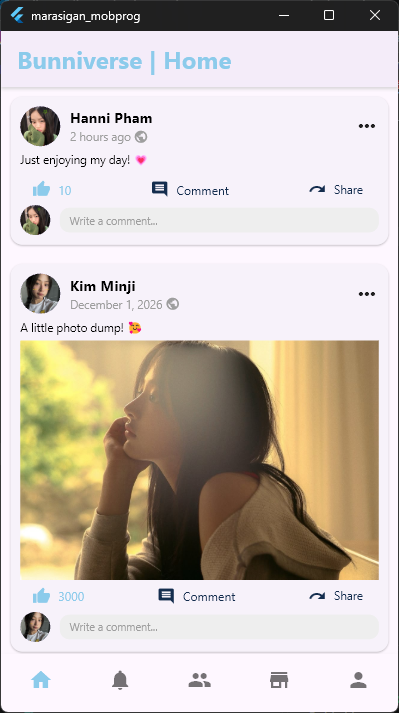 marasigan_mobprog
Bunniverse | Home
Hanni Pham
2 hours ago
Just enjoying my day! 💗
10 Comment Share
Write a comment...
Kim Minji
December 1, 2026
A little photo dump! 🥰
3000 Comment Share
Write a comment...